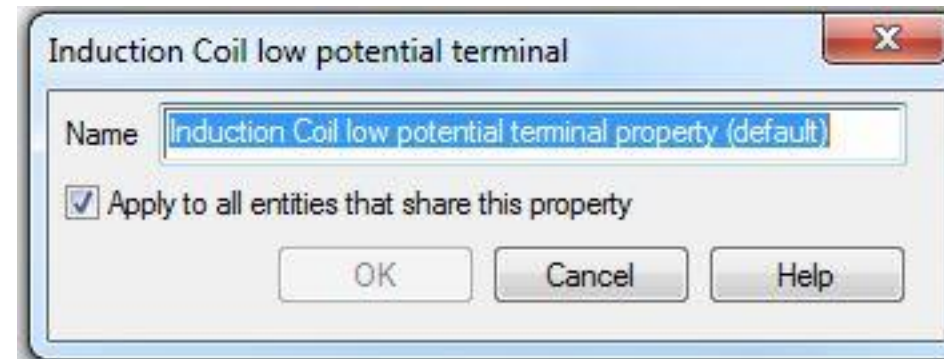 Induction Coil low potential terminal
Name Induction Coil low potential terminal property (default)
Apply to all entities that share this property
OK Cancel Help